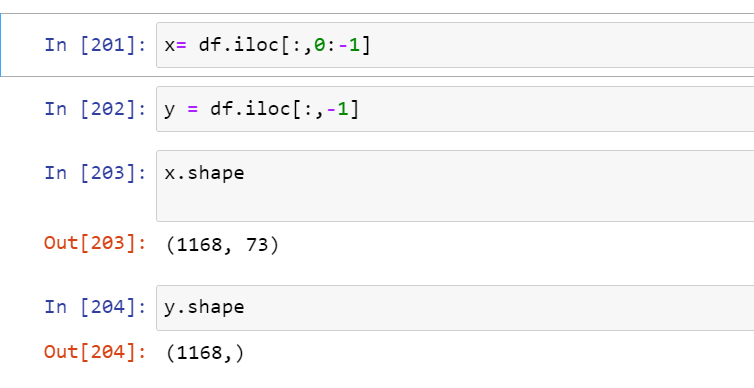 In [201]: x= df.iloc[:,0:-1]
In [202]: y = df.iloc[:,-1]
In [203]: x.shape
Out[203]: (1168, 73)
In [204]: y.shape
Out[204]: (1168,)